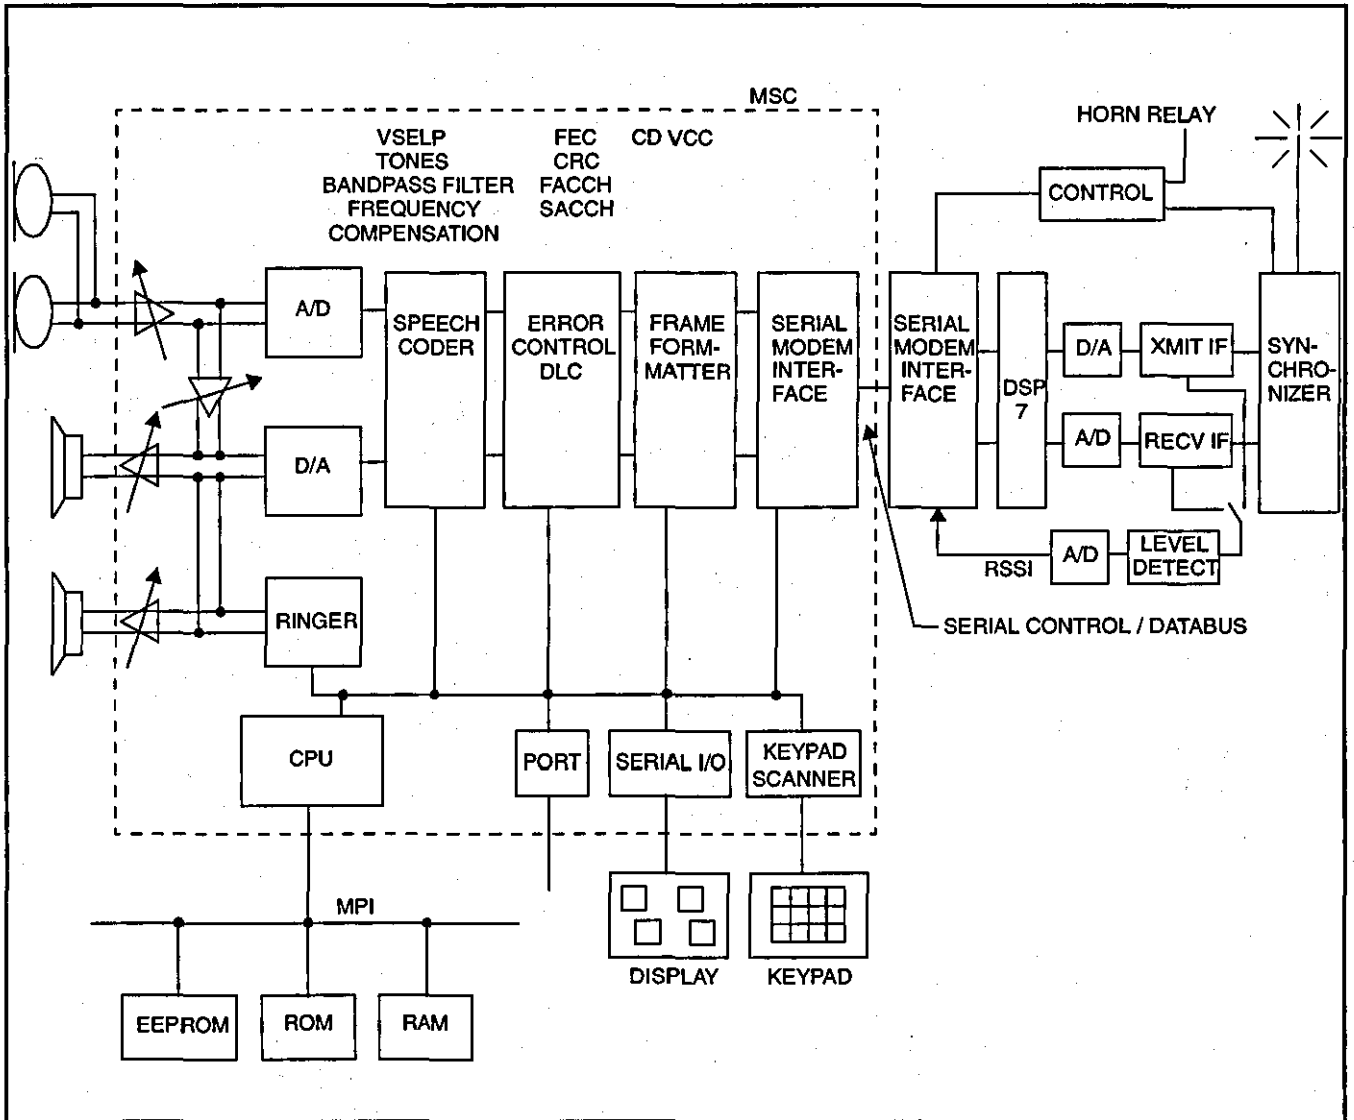 MSC
HORN RELAY
VSELP
TONES
BANDPASS FILTER
FREQUENCY
COMPENSATION
FEC
CRC
FACCH
SACCH
CD VCC
CONTROL
A/D
SPEECH
CODER
ERROR
CONTROL
DLC
FRAME
FORM-
MATTER
SERIAL
MODEM
INTER-
FACE
SERIAL
MODEM
INTER-
FACE
DSP
7
D/A
XMIT IF
SYN-
CHRO-
NIZER
A/D
RECV IF
D/A
RSSI
A/D
LEVEL
DETECT
RINGER
SERIAL CONTROL / DATABUS
CPU
PORT
SERIAL I/O
KEYPAD
SCANNER
MPI
DISPLAY
KEYPAD
EEPROM
ROM
RAM